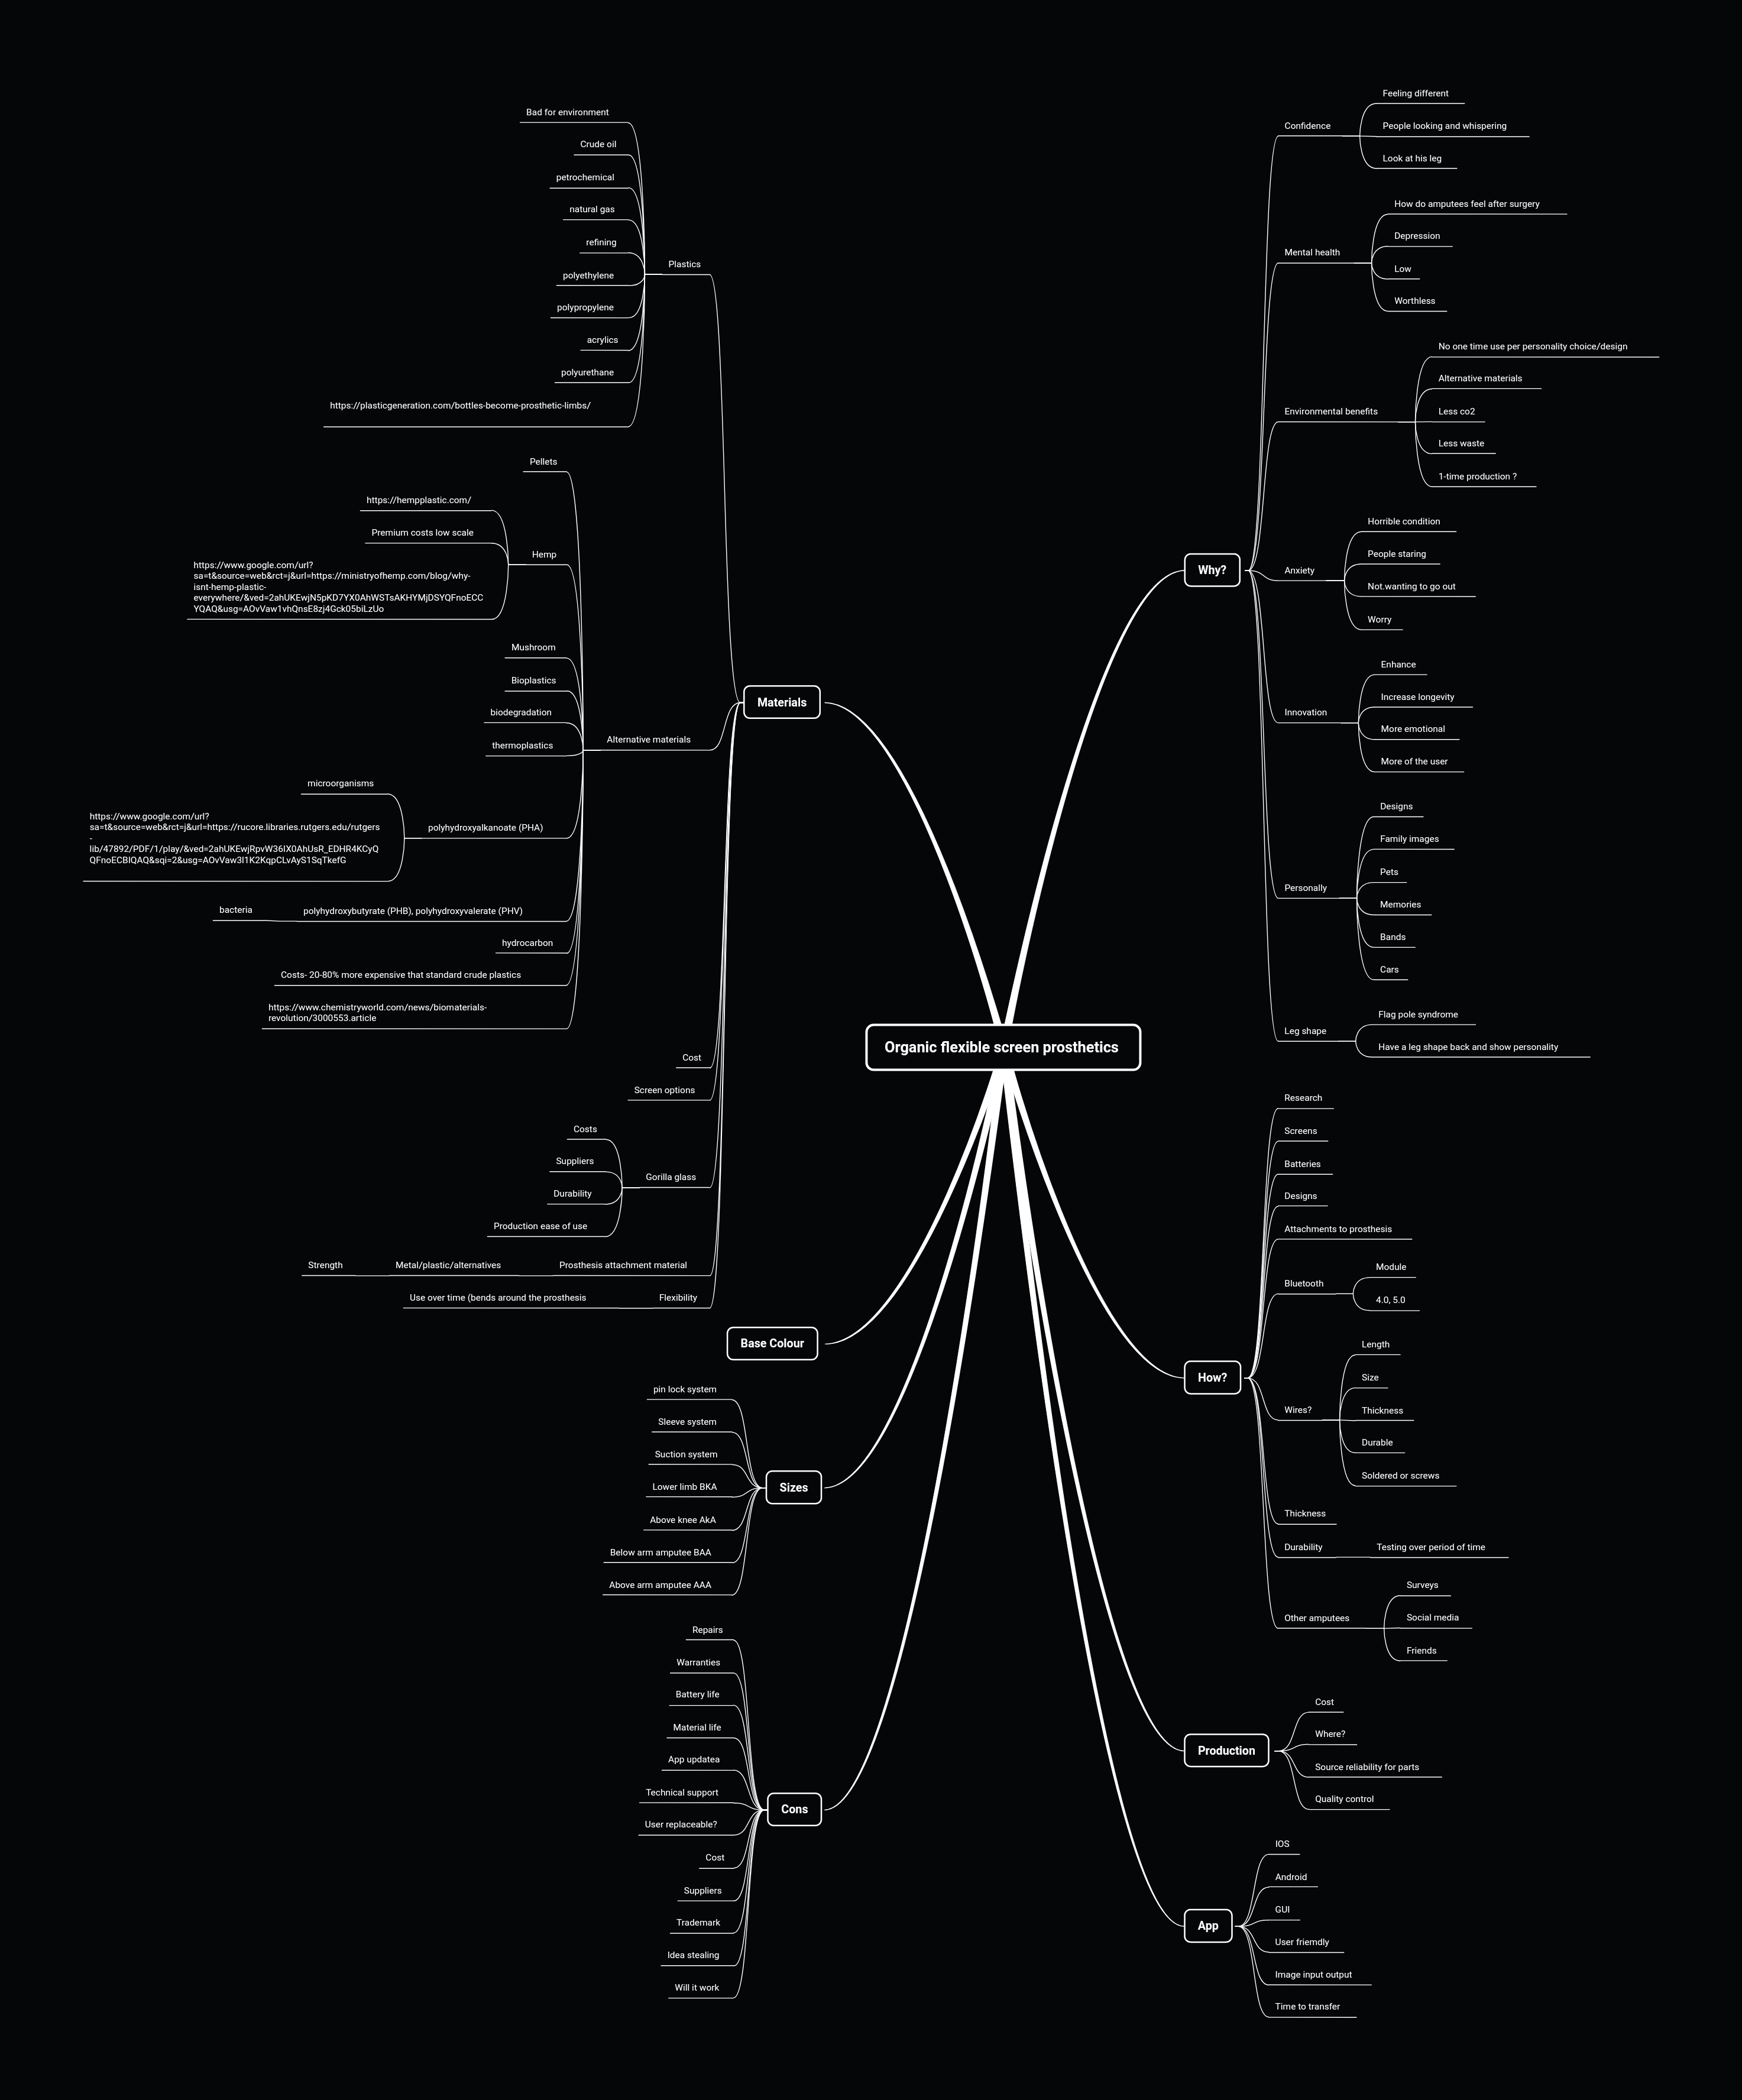 Organic flexible screen prosthetics
Why?
Confidence
Feeling different
People looking and whispering
Look at his leg
Mental health
How do amputees feel after surgery
Depression
Low
Worthless
Environmental benefits
No one time use per personality choice/design
Alternative materials
Less co2
Less waste
1-time production ?
Anxiety
Horrible condition
People staring
Not.wanting to go out
Worry
Innovation
Enhance
Increase longevity
More emotional
More of the user
Personally
Designs
Family images
Pets
Memories
Bands
Cars
Leg shape
Flag pole syndrome
Have a leg shape back and show personality
How?
Research
Screens
Batteries
Designs
Attachments to prosthesis
Bluetooth
Module
4.0, 5.0
Wires?
Length
Size
Thickness
Durable
Soldered or screws
Thickness
Durability
Testing over period of time
Other amputees
Surveys
Social media
Friends
Production
Cost
Where?
Source reliability for parts
Quality control
App
IOS
Android
GUI
User friemdly
Image input output
Time to transfer
Materials
Plastics
Bad for environment
Crude oil
petrochemical
natural gas
refining
polyethylene
polypropylene
acrylics
polyurethane
https://plasticgeneration.com/bottles-become-prosthetic-limbs/
Alternative materials
Pellets
Hemp
https://hempplastic.com/
Premium costs low scale
https://www.google.com/url?
sa=t&source=web&rct=j&url=https://ministryofhemp.com/blog/why-
isnt-hemp-plastic-
everywhere/&ved=2ahUKEwjN5pKD7YX0AhWSTsAKHYMjDSYQFnoECC
YQAQ&usg=AOvVaw1vhQnsE8zj4Gck05biLzUo
Mushroom
Bioplastics
biodegradation
thermoplastics
polyhydroxyalkanoate (PHA)
microorganisms
https://www.google.com/url?
sa=t&source=web&rct=j&url=https://rucore.libraries.rutgers.edu/rutgers
-
lib/47892/PDF/1/play/&ved=2ahUKEwjRpvW36IX0AhUsR_EDHR4KCyQ
QFnoECBIQAQ&sqi=2&usg=AOvVaw3I1K2KqpCLvAyS1SqTkefG
polyhydroxybutyrate (PHB), polyhydroxyvalerate (PHV)
bacteria
hydrocarbon
Costs- 20-80% more expensive that standard crude plastics
https://www.chemistryworld.com/news/biomaterials-
revolution/3000553.article
Cost
Screen options
Gorilla glass
Costs
Suppliers
Durability
Production ease of use
Prosthesis attachment material
Metal/plastic/alternatives
Strength
Flexibility
Use over time (bends around the prosthesis
Base Colour
Sizes
pin lock system
Sleeve system
Suction system
Lower limb BKA
Above knee AkA
Below arm amputee BAA
Above arm amputee AAA
Cons
Repairs
Warranties
Battery life
Material life
App updatea
Technical support
User replaceable?
Cost
Suppliers
Trademark
Idea stealing
Will it work